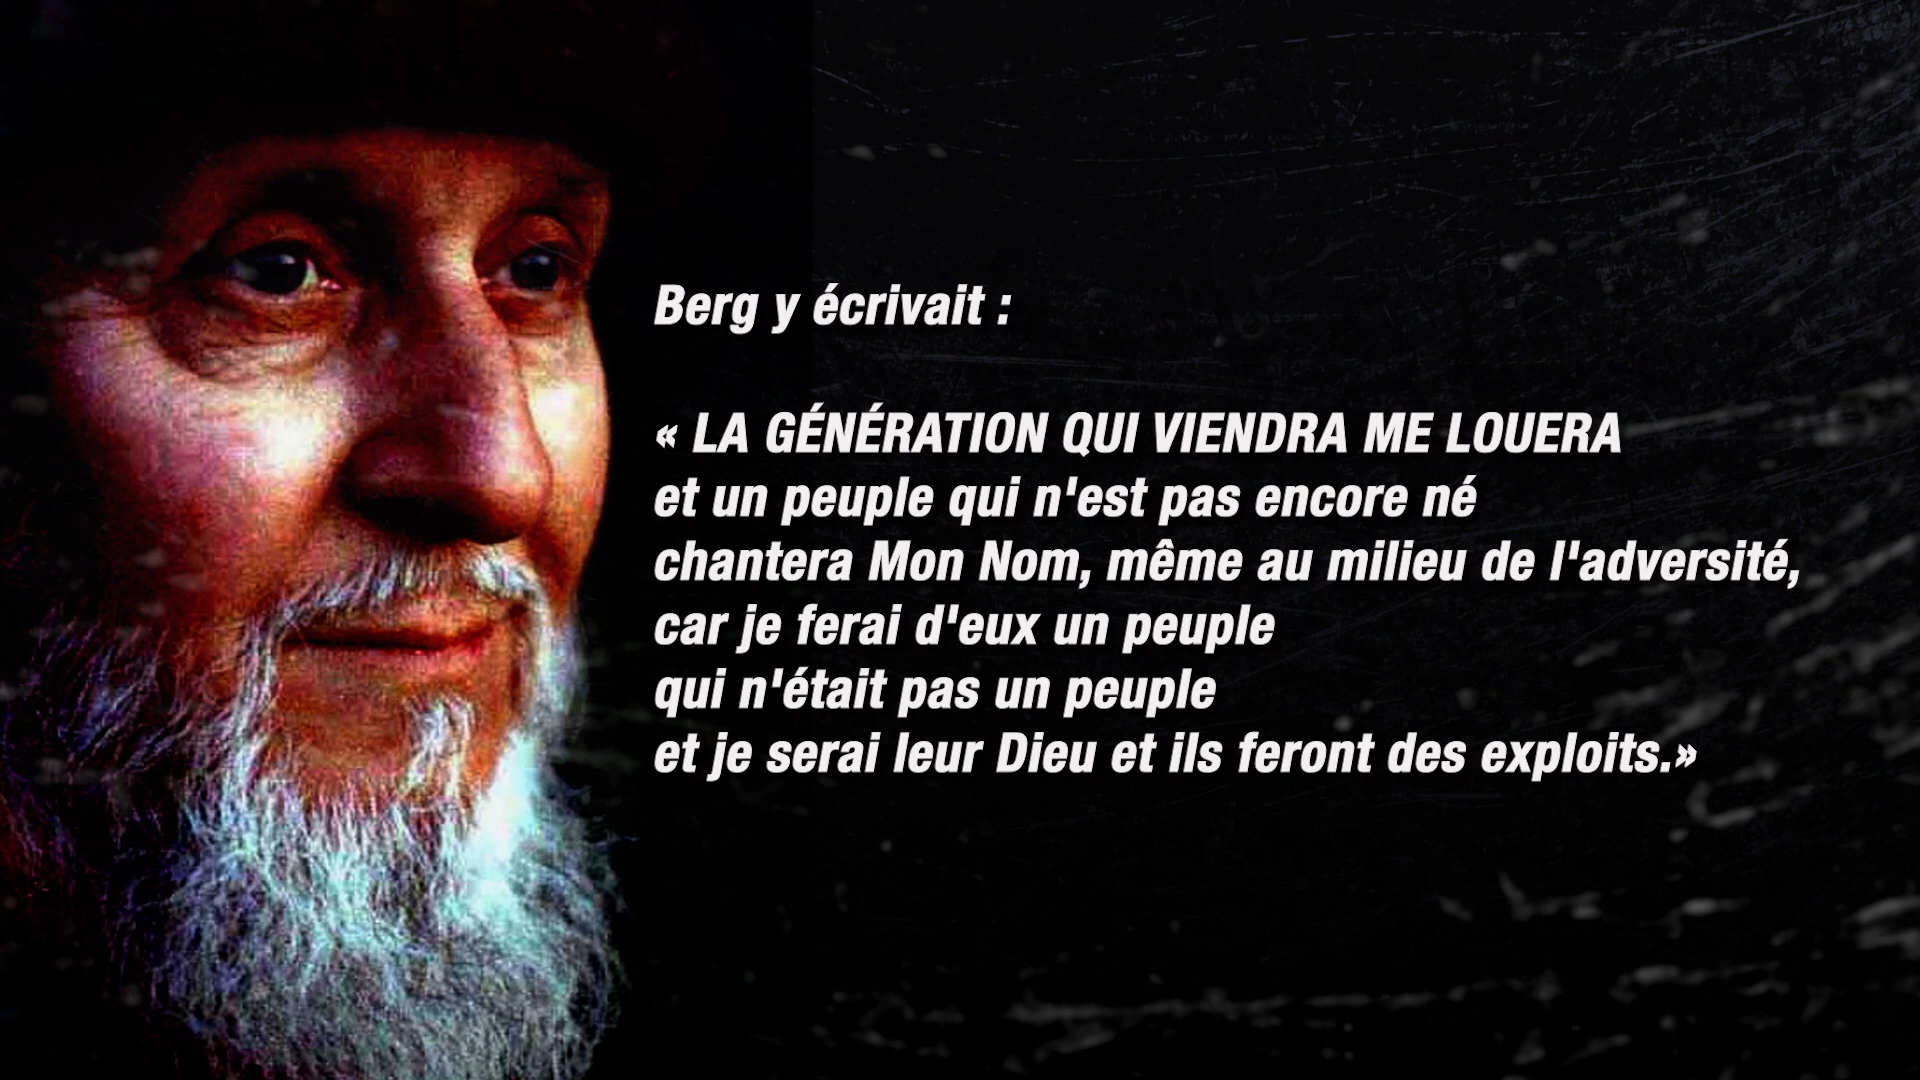 Berg y écrivait :
« LA GÉNÉRATION QUI VIENDRA ME LOUERA
et un peuple qui n'est pas encore né
chantera Mon Nom, même au milieu de l'adversité,
car je ferai d'eux un peuple
qui n'était pas un peuple
et je serai leur Dieu et ils feront des exploits.»